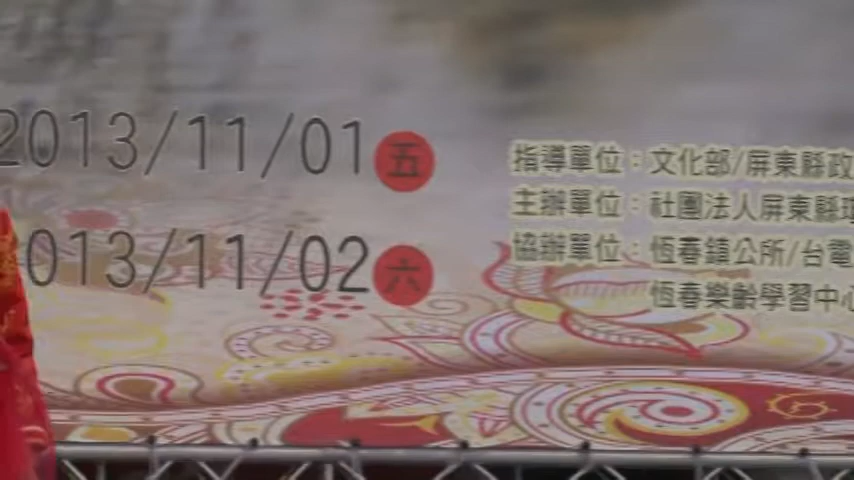 2013/11/01 五
013/11/02 六
指導單位：文化部/屏東縣政
主辦單位：社團法人屏東縣
協辦單位：恆春鎮公所/台電
恆春樂齡學習中心